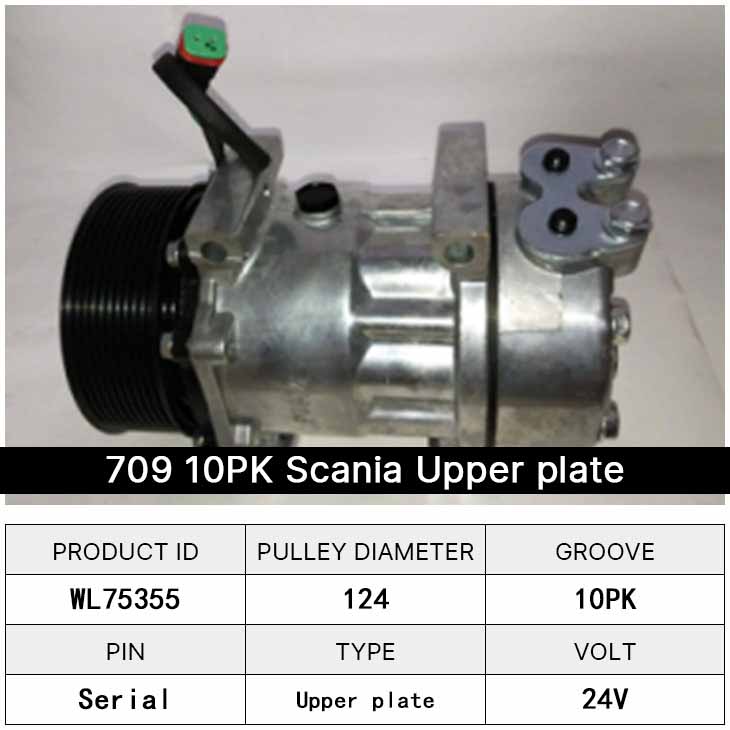 709 10PK Scania Upper plate
PRODUCT ID PULLEY DIAMETER GROOVE
WL75355 124 10PK
PIN TYPE VOLT
Serial Upper plate 24V